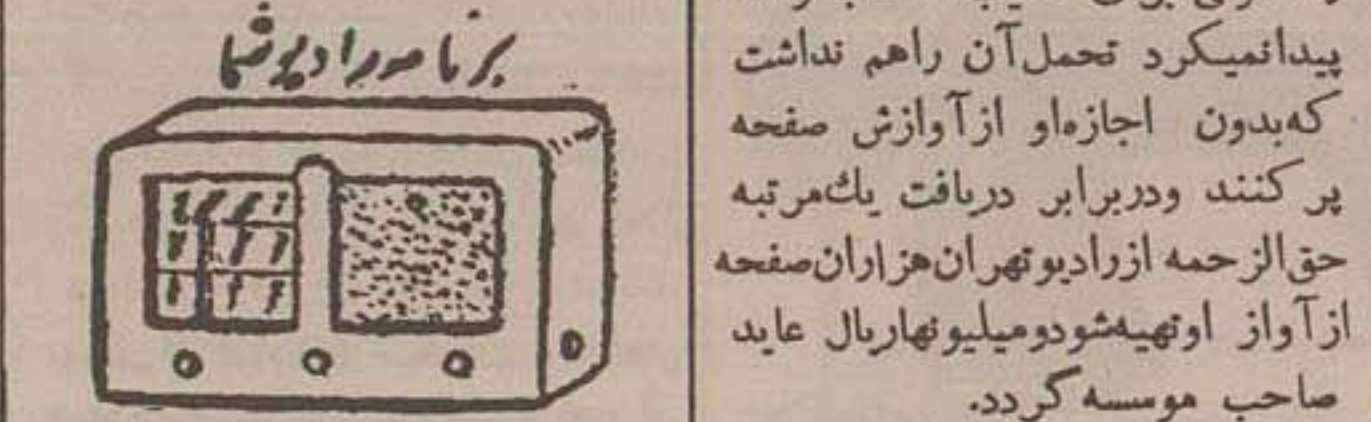 پیدانمیکرد تحمل آن راهم نداشت
که‌بدون اجازه‌او ازآوازش صفحه
پر کنند ودربرابر دریافت یك‌مرتبه
حق‌الزحمه ازرادیو تهران‌هزاران‌صفحه
ازآواز اوتهیه‌شودومیلیونهاریال عاید
صاحب موسسه گردد.
برنامه رادیو شما